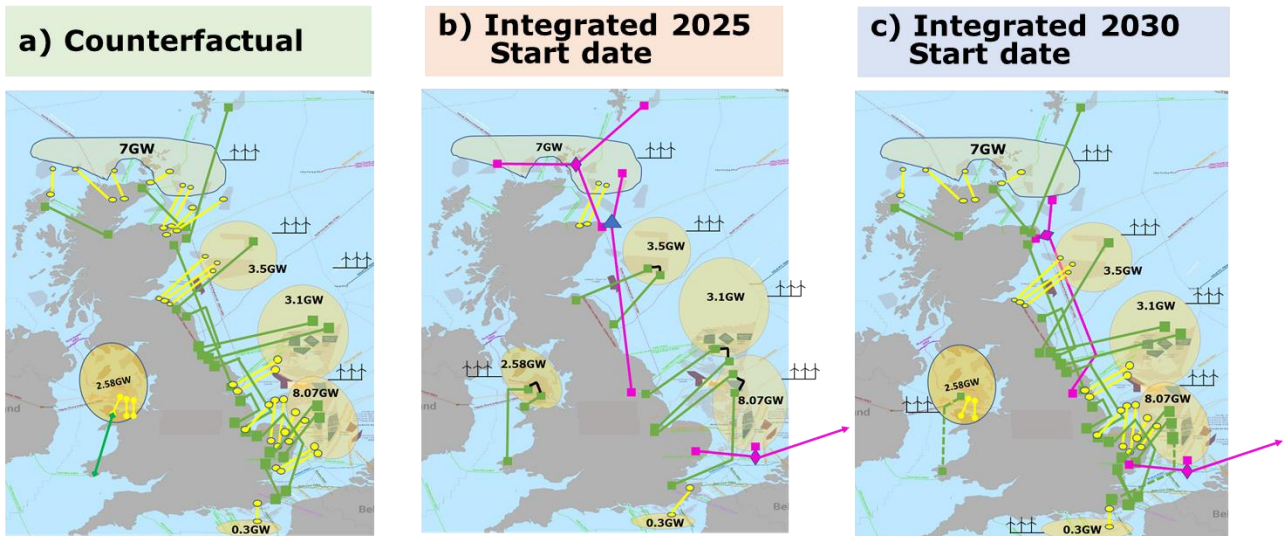 a) Counterfactual
b) Integrated 2025
Start date
c) Integrated 2030
Start date
7GW
3.5GW
3.1GW
2.58GW
8.07GW
0.3GW
7GW
3.5GW
3.1GW
2.58GW
8.07GW
0.3GW
7GW
3.5GW
3.1GW
2.58GW
8.07GW
0.3GW